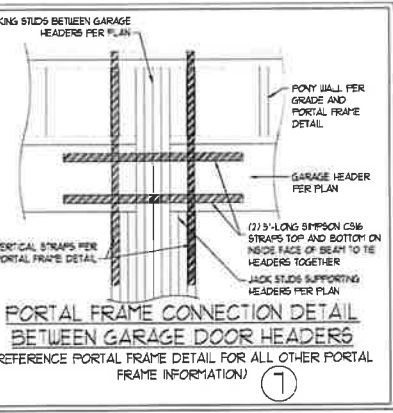 KING STUDS BETWEEN GARAGE
HEADERS PER PLAN
PONY WALL PER
GRADE AND
PORTAL FRAME
DETAIL
GARAGE HEADER
PER PLAN
(2) 3'-LONG SIMPSON CS16
STRAPS TOP AND BOTTOM ON
INSIDE FACE OF BEAM TO TIE
HEADERS TOGETHER
VERTICAL STRAPS PER
PORTAL FRAME DETAIL
JACK STUDS SUPPORTING
HEADERS PER PLAN
PORTAL FRAME CONNECTION DETAIL
BETWEEN GARAGE DOOR HEADERS
(REFERENCE PORTAL FRAME DETAIL FOR ALL OTHER PORTAL
FRAME INFORMATION)
7